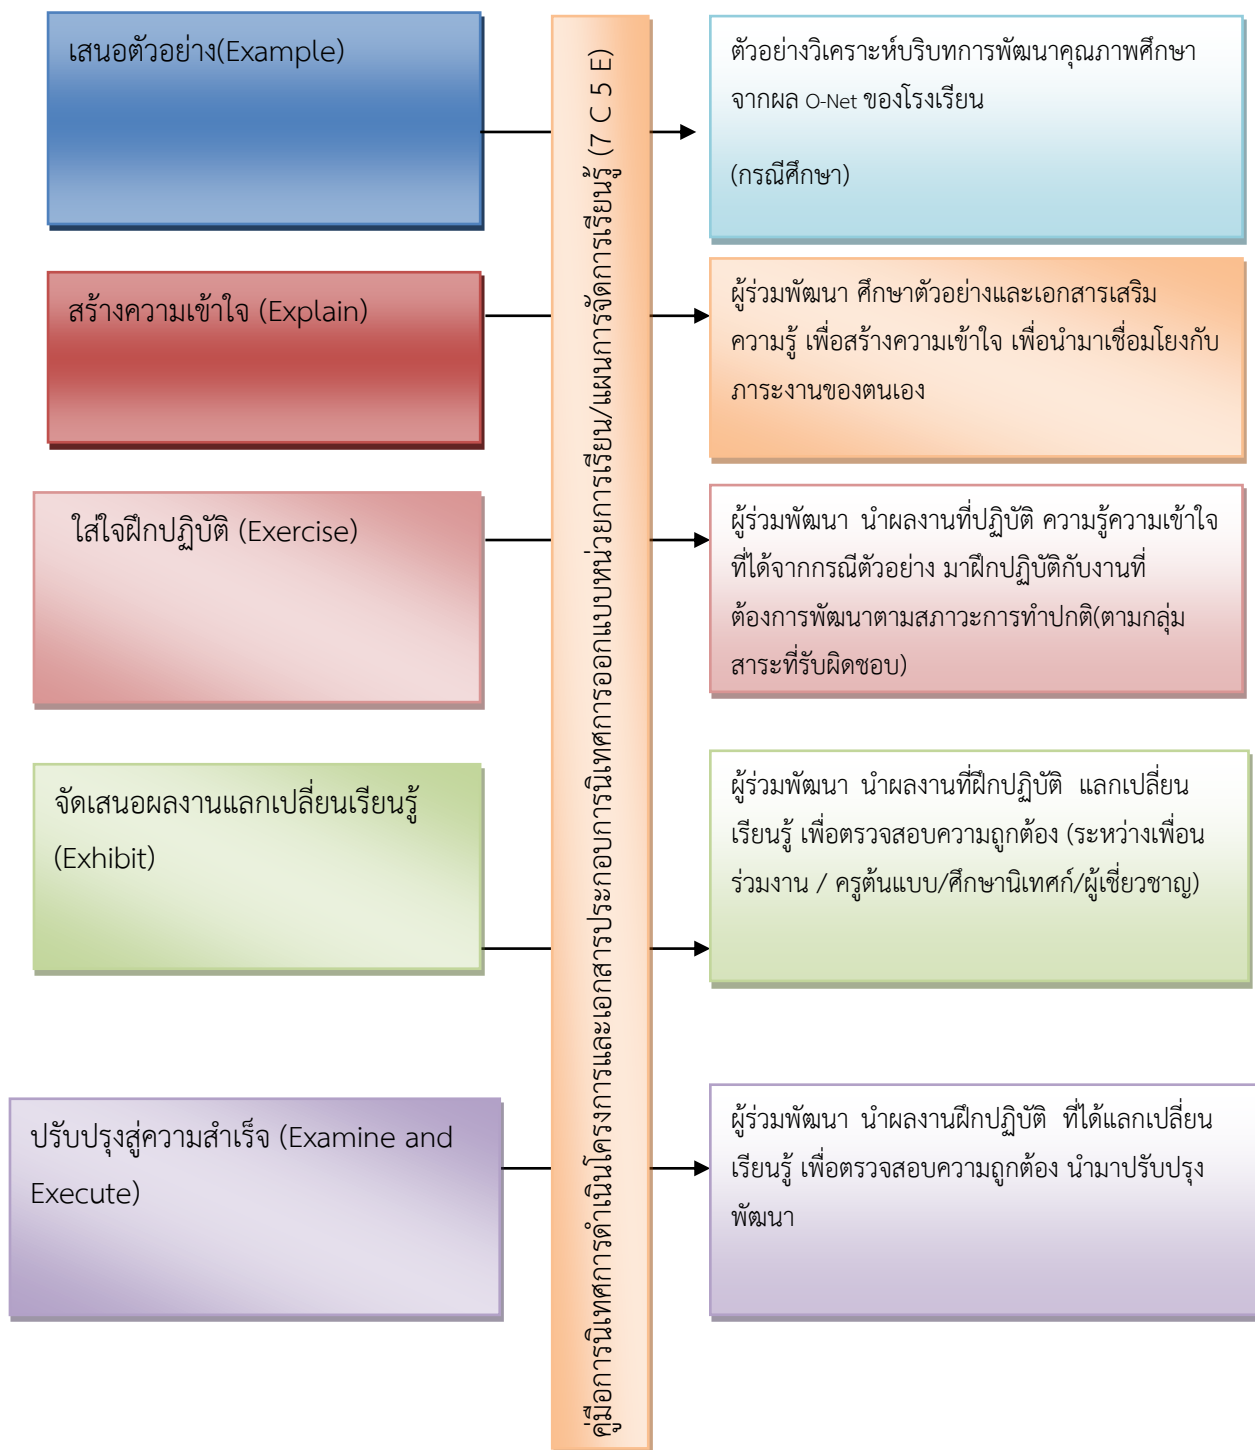 เสนอตัวอย่าง(Example)
ตัวอย่างวิเคราะห์บริบทการพัฒนาคุณภาพศึกษา
จากผล O-Net ของโรงเรียน
(กรณีศึกษา)
สร้างความเข้าใจ (Explain)
ผู้ร่วมพัฒนา ศึกษาตัวอย่างและเอกสารเสริม
ความรู้ เพื่อสร้างความเข้าใจ เพื่อนำมาเชื่อมโยงกับ
ภาระงานของตนเอง
ใส่ใจฝึกปฏิบัติ (Exercise)
ผู้ร่วมพัฒนา นำผลงานที่ปฏิบัติ ความรู้ความเข้าใจ
ที่ได้จากกรณีตัวอย่าง มาฝึกปฏิบัติกับงานที่
ต้องการพัฒนาตามสภาวะการทำปกติ(ตามกลุ่ม
สาระที่รับผิดชอบ)
จัดเสนอผลงานแลกเปลี่ยนเรียนรู้
(Exhibit)
ผู้ร่วมพัฒนา นำผลงานที่ฝึกปฏิบัติ แลกเปลี่ยน
เรียนรู้ เพื่อตรวจสอบความถูกต้อง (ระหว่างเพื่อน
ร่วมงาน / ครูต้นแบบ/ศึกษานิเทศก์/ผู้เชี่ยวชาญ)
ปรับปรุงสู่ความสำเร็จ (Examine and
Execute)
ผู้ร่วมพัฒนา นำผลงานฝึกปฏิบัติ ที่ได้แลกเปลี่ยน
เรียนรู้ เพื่อตรวจสอบความถูกต้อง นำมาปรับปรุง
พัฒนา
คู่มือการนิเทศการดำเนินโครงการและเอกสารประกอบการนิเทศการออกแบบหน่วยการเรียน/แผนการจัดการเรียนรู้ (7 C 5 E)